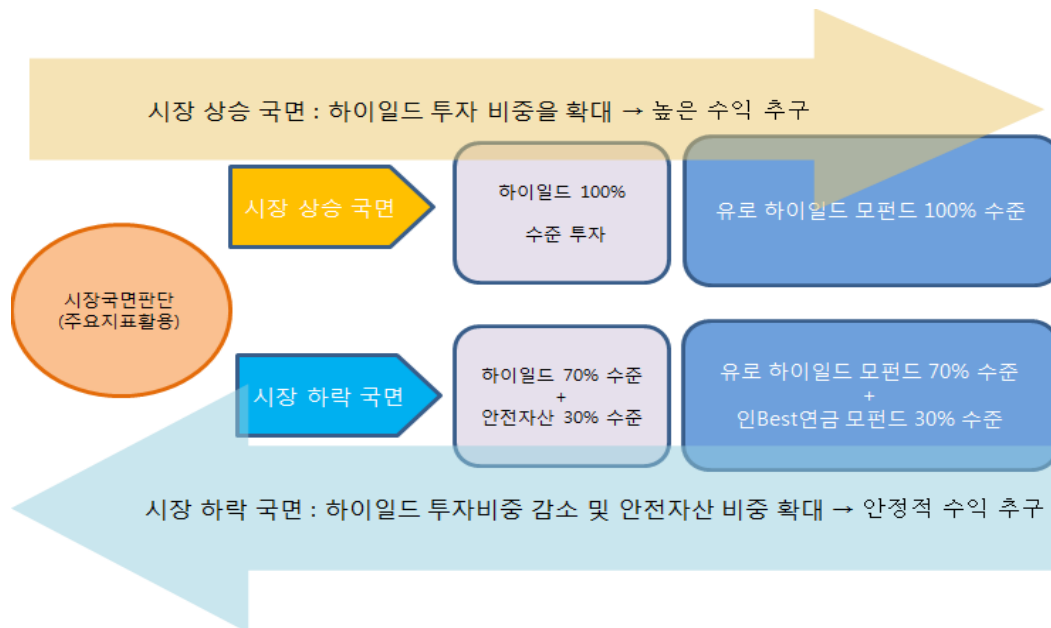 시장 상승 국면 : 하이일드 투자 비중을 확대 → 높은 수익 추구
시장 상승 국면
하이일드 100%
수준 투자
유로 하이일드 모펀드 100% 수준
시장국면판단
(주요지표활용)
시장 하락 국면
하이일드 70% 수준
+
안전자산 30% 수준
유로 하이일드 모펀드 70% 수준
+
인Best연금 모펀드 30% 수준
시장 하락 국면 : 하이일드 투자비중 감소 및 안전자산 비중 확대 → 안정적 수익 추구